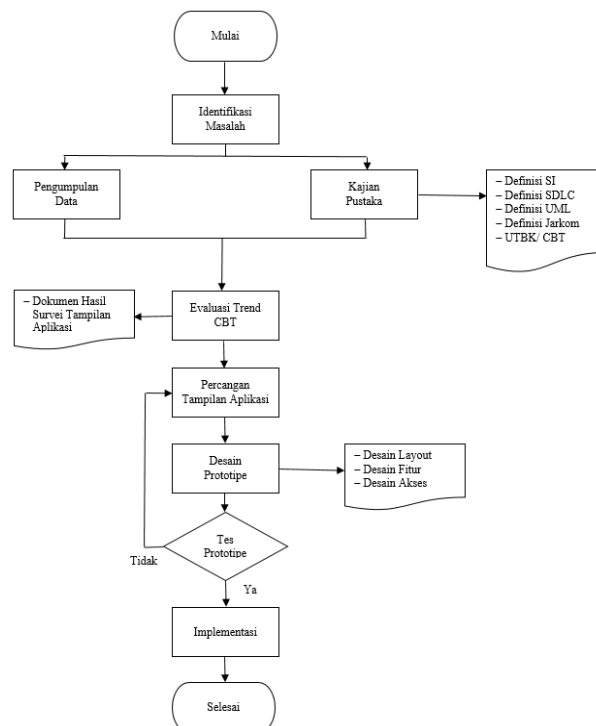 Mulai
Identifikasi
Masalah
Pengumpulan
Data
Kajian
Pustaka
– Definisi SI
– Definisi SDLC
– Definisi UML
– Definisi Jarkom
– UTBK/ CBT
– Dokumen Hasil
Survei Tampilan
Aplikasi
Evaluasi Trend
CBT
Percangan
Tampilan Aplikasi
Desain
Prototipe
– Desain Layout
– Desain Fitur
– Desain Akses
Tes
Prototipe
Tidak
Ya
Implementasi
Selesai